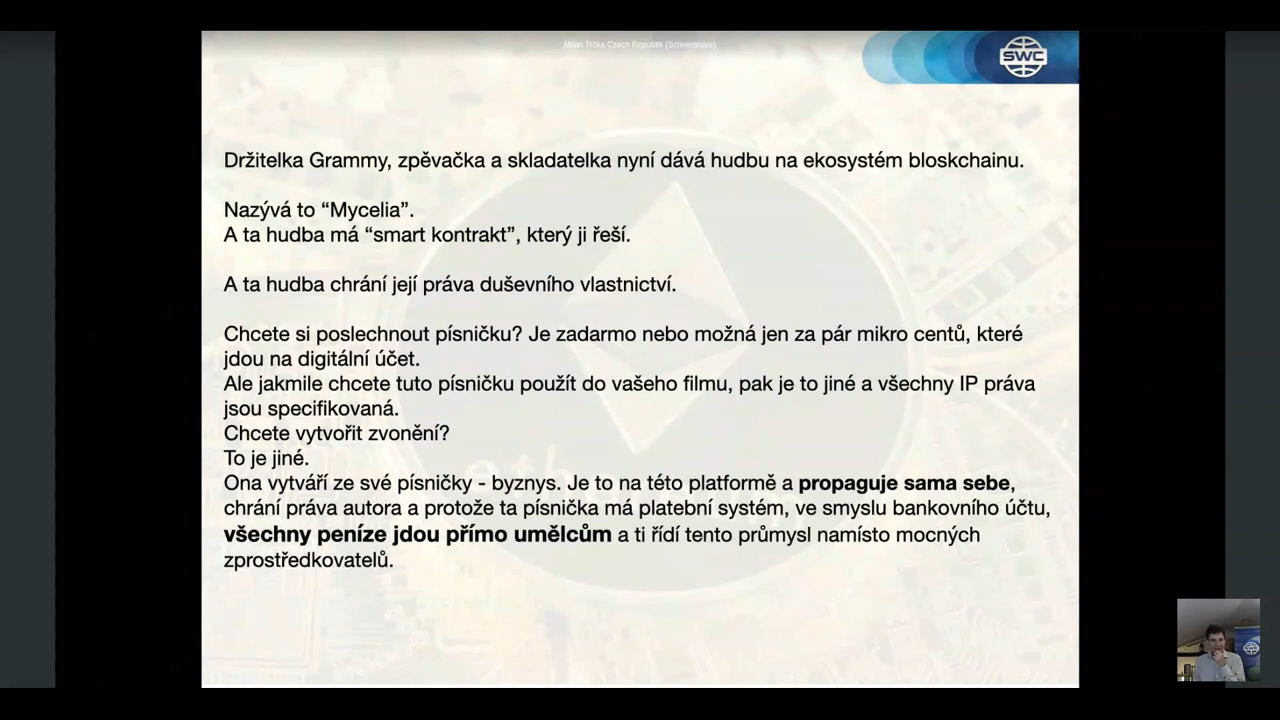 Milan Trčka Czech Republik (Screenshare)
SWC
Držitelka Grammy, zpěvačka a skladatelka nyní dává hudbu na ekosystém bloskchainu.
Nazývá to “Mycelia”.
A ta hudba má “smart kontrakt”, který ji řeší.
A ta hudba chrání její práva duševního vlastnictví.
Chcete si poslechnout písničku? Je zadarmo nebo možná jen za pár mikro centů, které
jdou na digitální účet.
Ale jakmile chcete tuto písničku použít do vašeho filmu, pak je to jiné a všechny IP práva
jsou specifikovaná.
Chcete vytvořit zvonění?
To je jiné.
Ona vytváří ze své písničky - byznys. Je to na této platformě a propaguje sama sebe,
chrání práva autora a protože ta písnička má platební systém, ve smyslu bankovního účtu,
všechny peníze jdou přímo umělcům a ti řídí tento průmysl namísto mocných
zprostředkovatelů.
ethereum